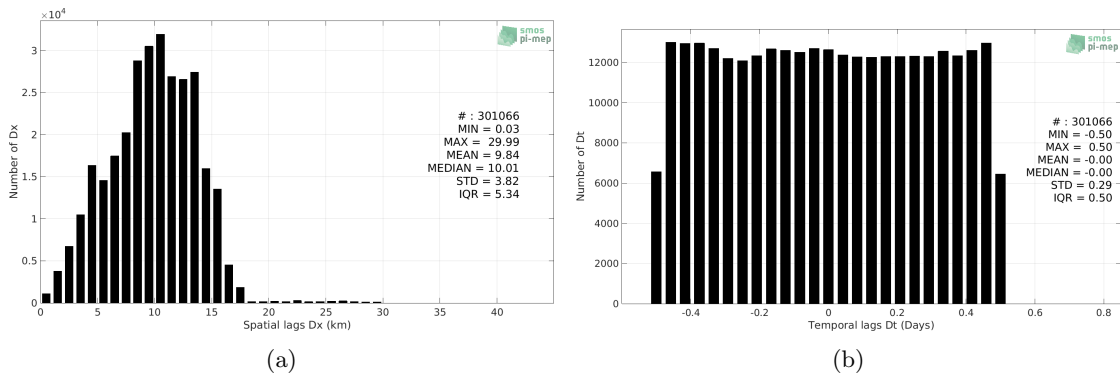 ×10⁴
3
2.5
2
1.5
1
0.5
0
Number of Dx
0 5 10 15 20 25 30 35 40
Spatial lags Dx (km)
smos
pi-mep
# : 301066
MIN = 0.03
MAX = 29.99
MEAN = 9.84
MEDIAN = 10.01
STD = 3.82
IQR = 5.34
(a)
12000
10000
8000
6000
4000
2000
0
Number of Dt
-0.4 -0.2 0 0.2 0.4 0.6 0.8
Temporal lags Dt (Days)
smos
pi-mep
# : 301066
MIN = -0.50
MAX = 0.50
MEAN = -0.00
MEDIAN = -0.00
STD = 0.29
IQR = 0.50
(b)